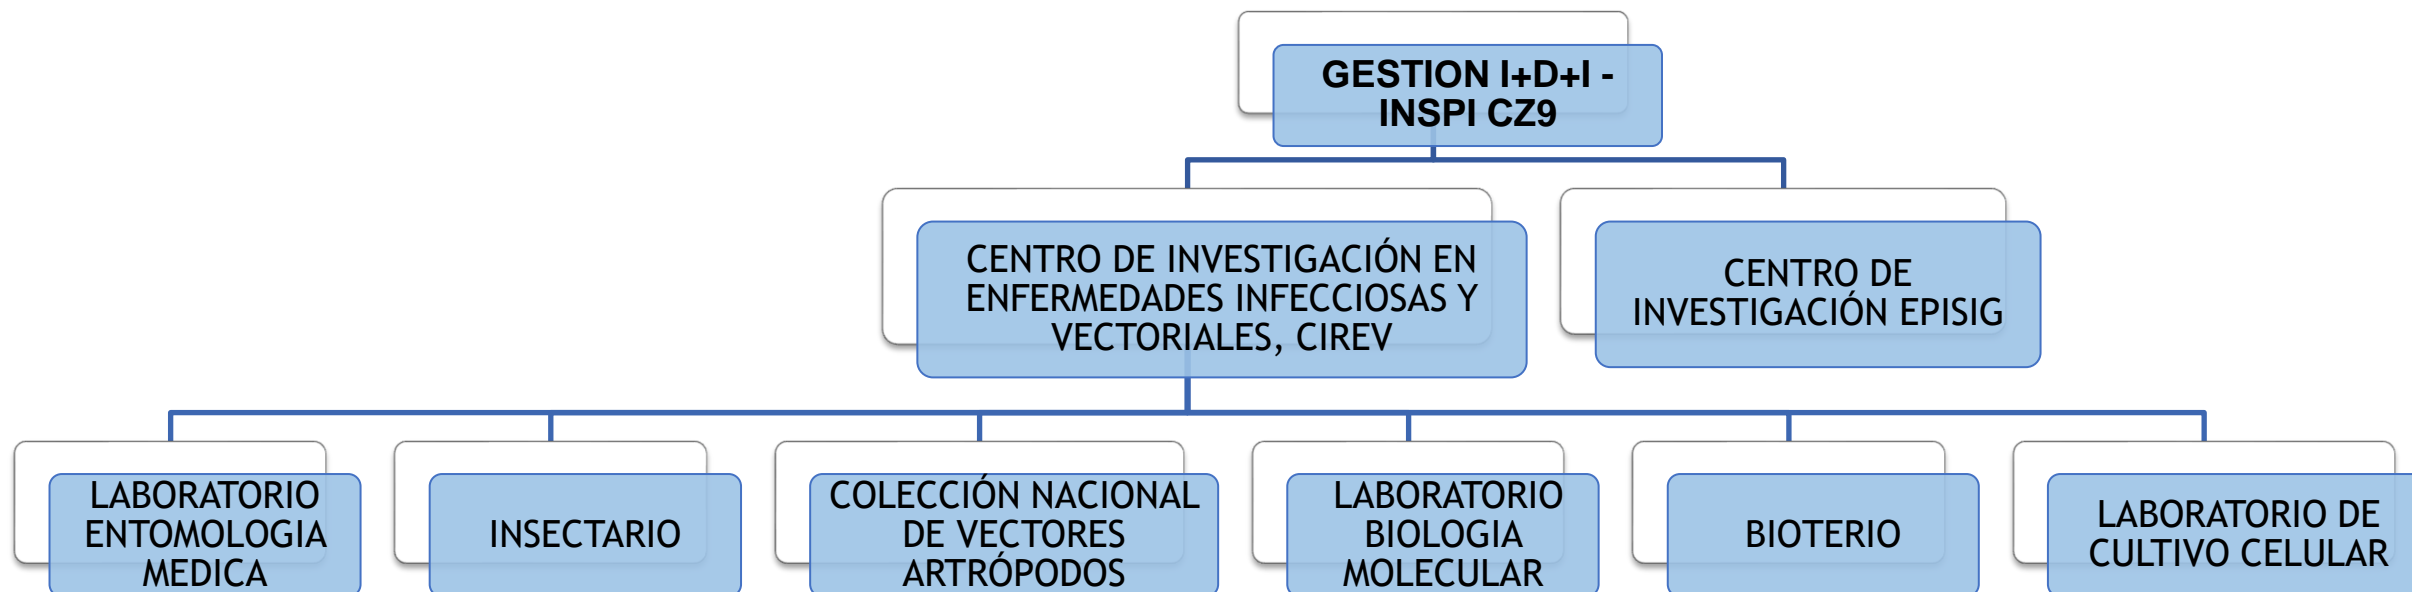 GESTION I+D+I -
INSPI CZ9
CENTRO DE INVESTIGACIÓN EN
ENFERMEDADES INFECCIOSAS Y
VECTORIALES, CIREV
CENTRO DE
INVESTIGACIÓN EPISIG
LABORATORIO
ENTOMOLOGIA
MEDICA
INSECTARIO
COLECCIÓN NACIONAL
DE VECTORES
ARTRÓPODOS
LABORATORIO
BIOLOGIA
MOLECULAR
BIOTERIO
LABORATORIO DE
CULTIVO CELULAR